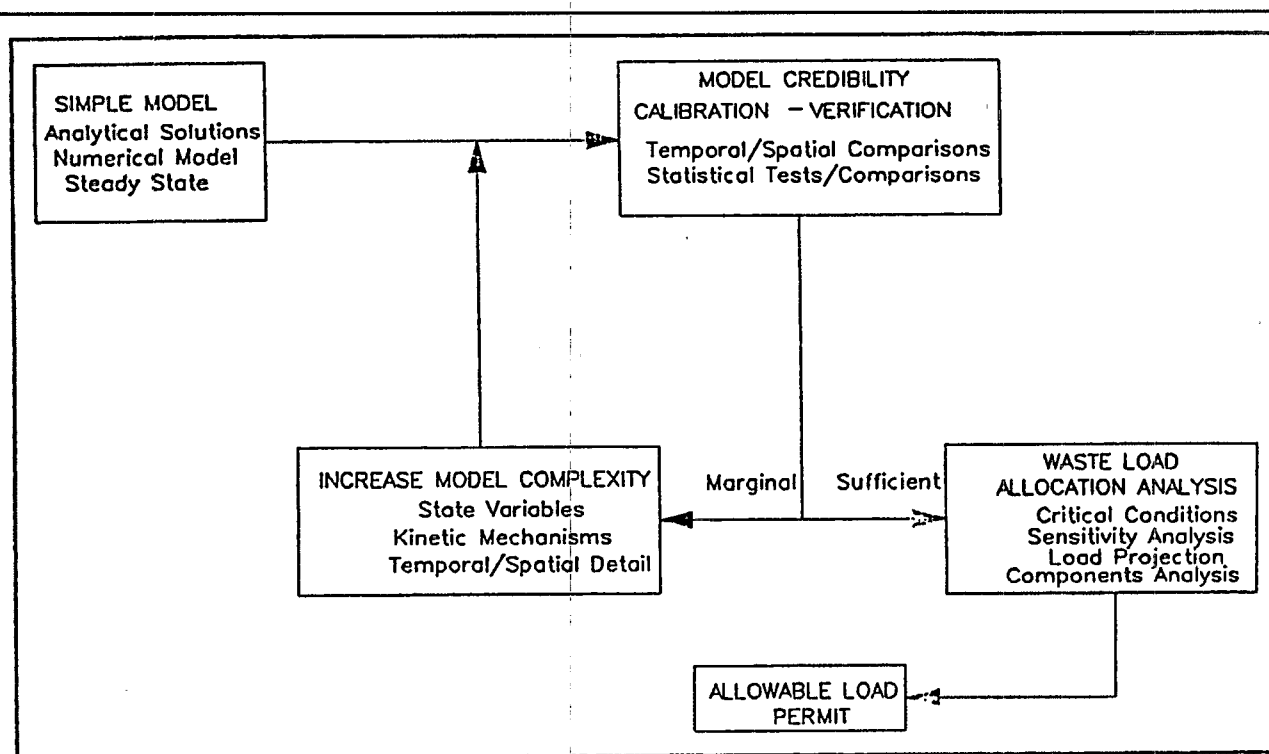 SIMPLE MODEL
Analytical Solutions
Numerical Model
Steady State
MODEL CREDIBILITY
CALIBRATION - VERIFICATION
Temporal/Spatial Comparisons
Statistical Tests/Comparisons
INCREASE MODEL COMPLEXITY
State Variables
Kinetic Mechanisms
Temporal/Spatial Detail
Marginal
Sufficient
WASTE LOAD
ALLOCATION ANALYSIS
Critical Conditions
Sensitivity Analysis
Load Projection
Components Analysis
ALLOWABLE LOAD
PERMIT